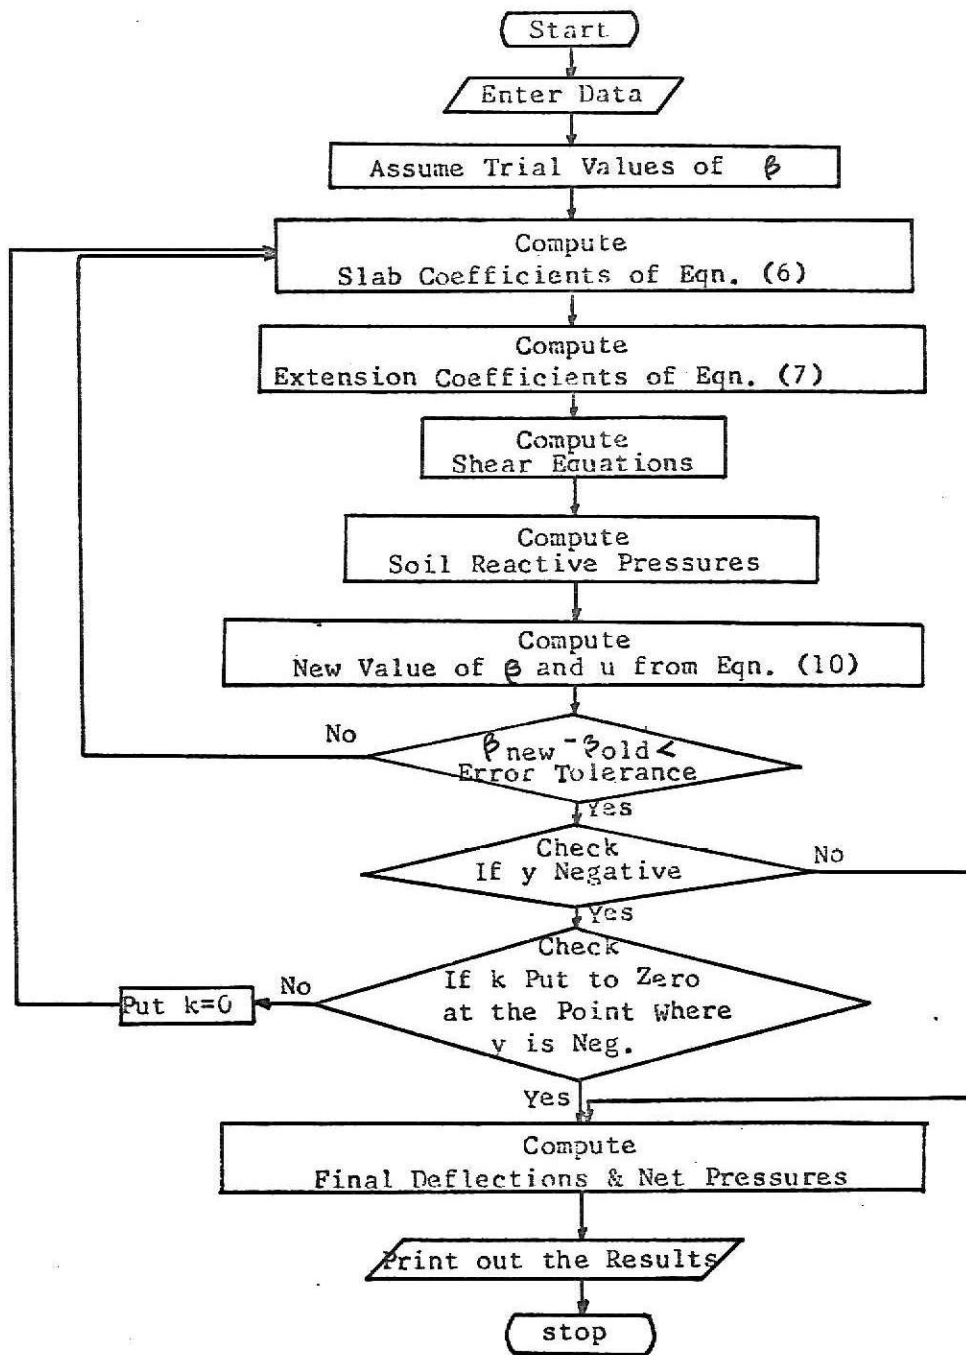 Start
Enter Data
Assume Trial Values of β
Compute
Slab Coefficients of Eqn. (6)
Compute
Extension Coefficients of Eqn. (7)
Compute
Shear Equations
Compute
Soil Reactive Pressures
Compute
New Value of β and u from Eqn. (10)
No
β new - β old <
Error Tolerance
Yes
Check
If y Negative
No
Yes
Check
If k Put to Zero
at the Point Where
y is Neg.
No
Put k=0
Yes
Compute
Final Deflections & Net Pressures
Print out the Results
stop